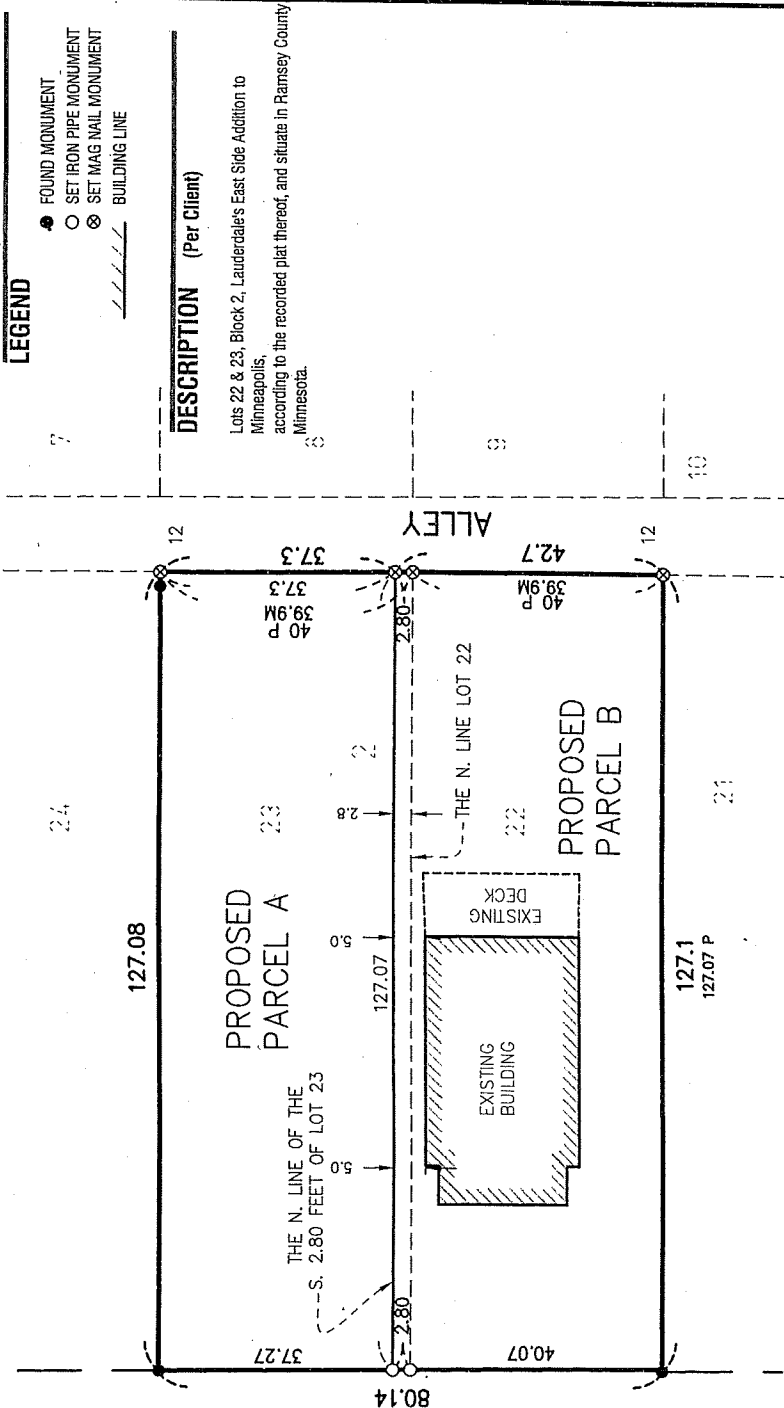 LEGEND
FOUND MONUMENT
SET IRON PIPE MONUMENT
SET MAG NAIL MONUMENT
BUILDING LINE
DESCRIPTION (Per Client)
Lots 22 & 23, Block 2, Lauderdale's East Side Addition to
Minneapolis,
according to the recorded plat thereof, and situate in Ramsey County,
Minnesota.
7
8
9
10
12
12
ALLEY
37.3
37.3
39.9M
40 P
2.80
42.7
39.9M
40 P
24
127.08
23
2
PROPOSED
PARCEL A
2.8
THE N. LINE LOT 22
5.0
127.07
THE N. LINE OF THE
S. 2.80 FEET OF LOT 23
5.0
22
PROPOSED
PARCEL B
EXISTING
DECK
EXISTING
BUILDING
21
127.1
127.07 P
37.27
2.80
40.07
80.14